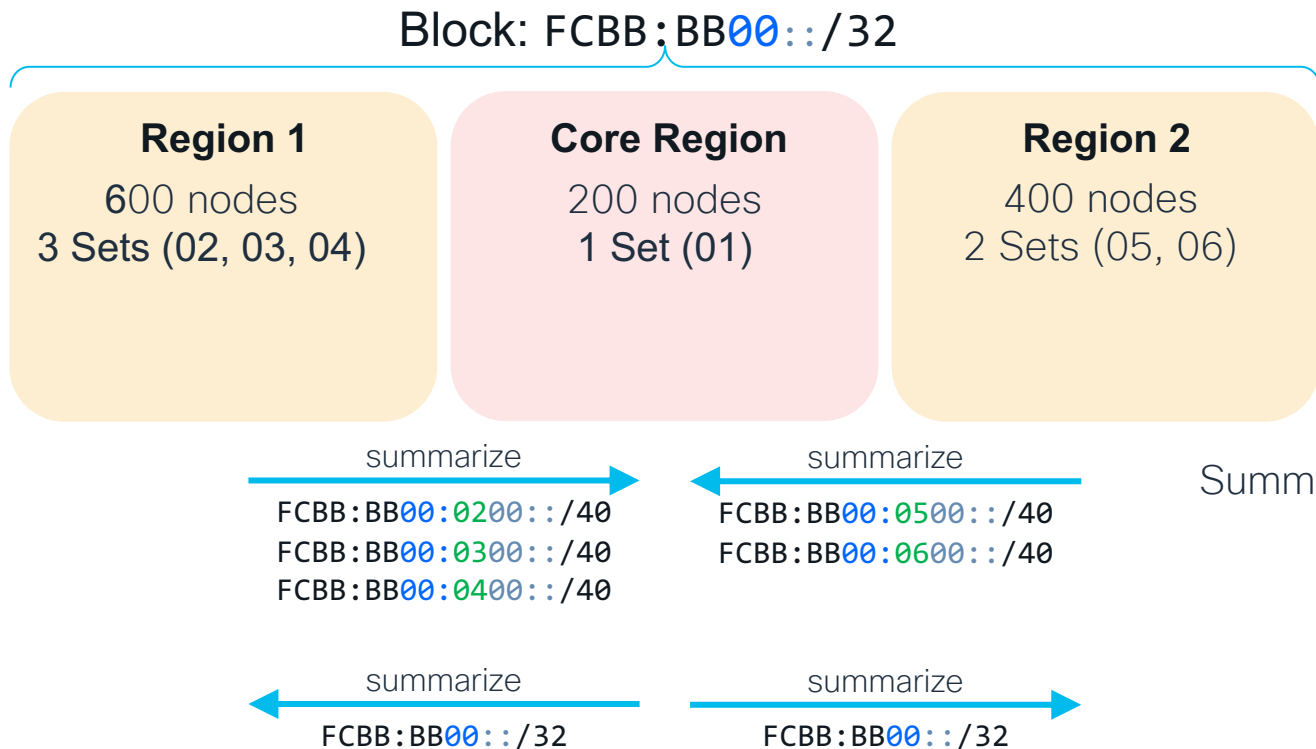 Block: FCBB:BB00::/32
Region 1
600 nodes
3 Sets (02, 03, 04)
Core Region
200 nodes
1 Set (01)
Region 2
400 nodes
2 Sets (05, 06)
summarize
FCBB:BB00:0200::/40
FCBB:BB00:0300::/40
FCBB:BB00:0400::/40
summarize
FCBB:BB00:0500::/40
FCBB:BB00:0600::/40
Summ
summarize
FCBB:BB00::/32
summarize
FCBB:BB00::/32